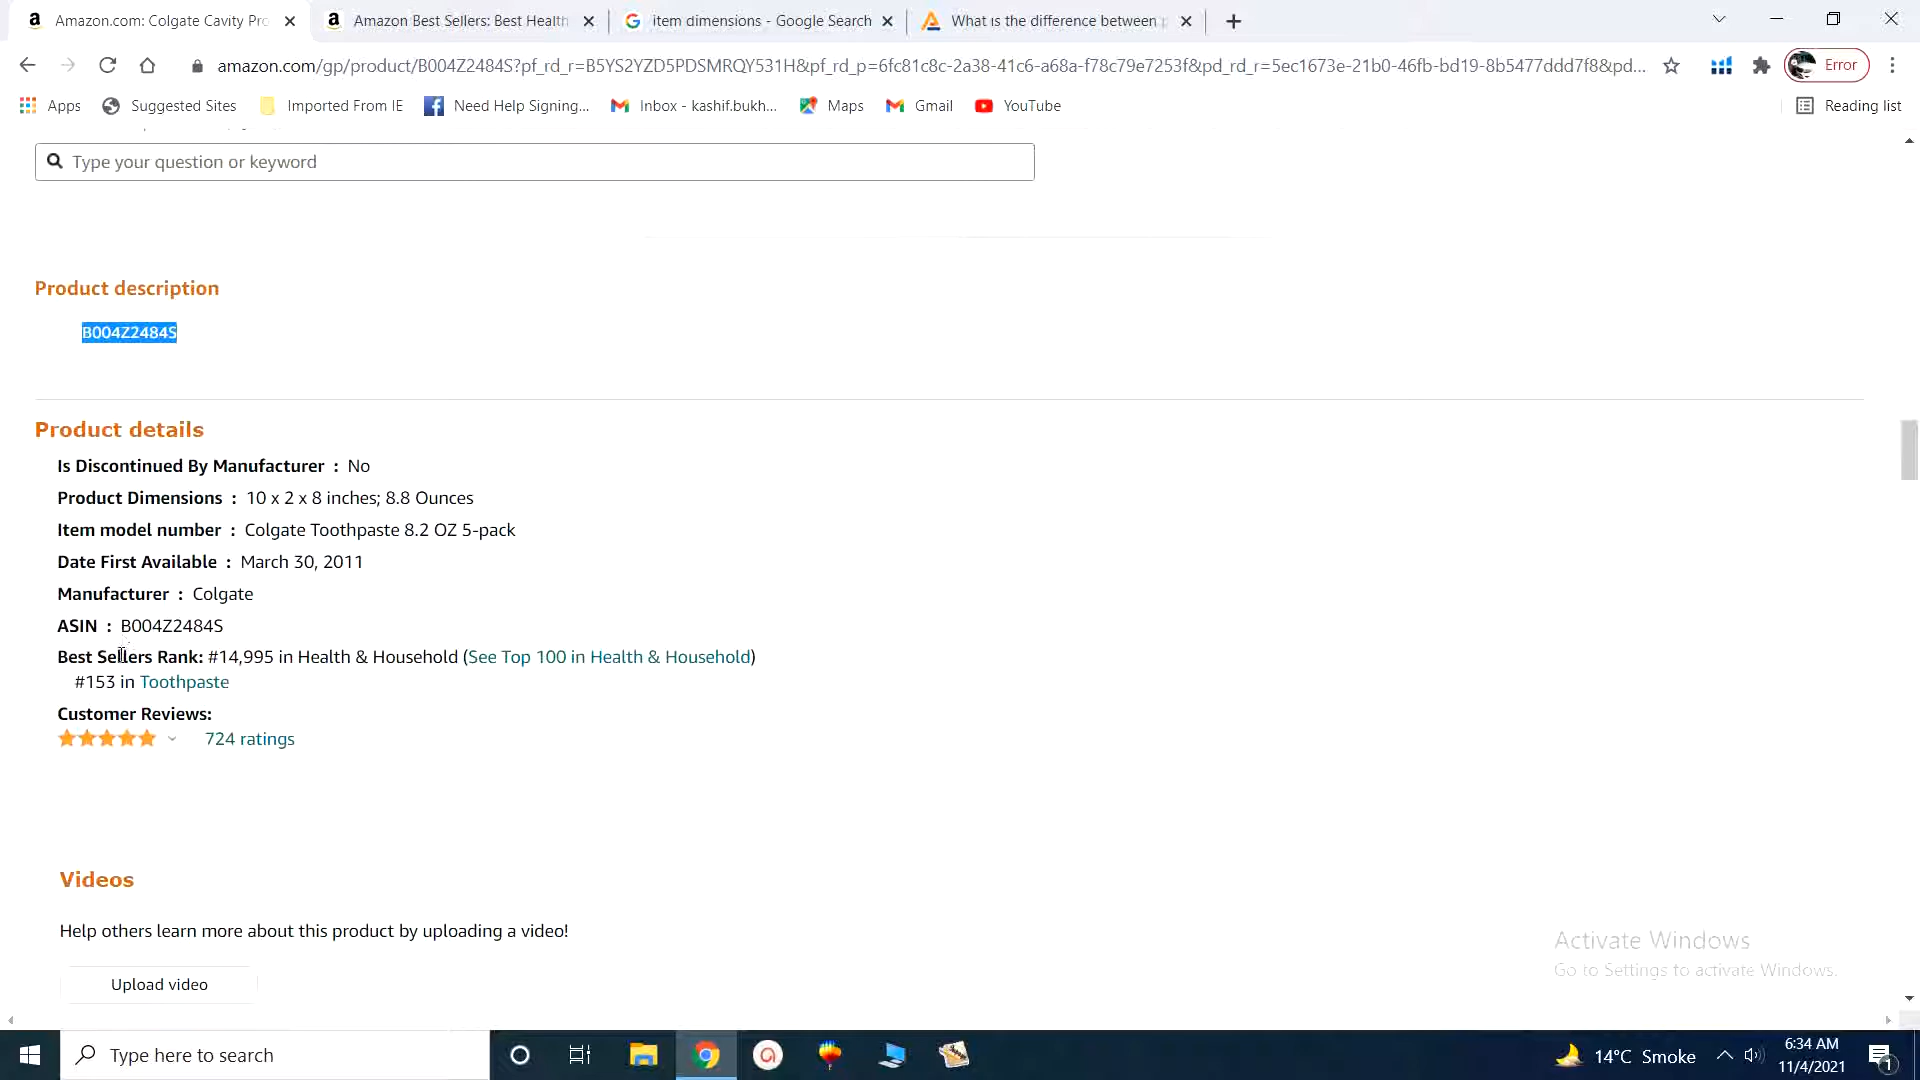 Amazon.com: Colgate Cavity Pro
Amazon Best Sellers: Best Health
item dimensions - Google Search
What is the difference between
amazon.com/gp/product/B004Z2484S?pf_rd_r=B5YS2YZD5PDSMRQY531H&pf_rd_p=6fc81c8c-2a38-41c6-a68a-f78c79e7253f&pd_rd_r=5ec1673e-21b0-46fb-bd19-8b5477ddd7f8&pd...
Error
Apps
Suggested Sites
Imported From IE
Need Help Signing...
Inbox - kashif.bukh...
Maps
Gmail
YouTube
Reading list
Type your question or keyword
Product description
B004Z2484S
Product details
Is Discontinued By Manufacturer : No
Product Dimensions : 10 x 2 x 8 inches; 8.8 Ounces
Item model number : Colgate Toothpaste 8.2 OZ 5-pack
Date First Available : March 30, 2011
Manufacturer : Colgate
ASIN : B004Z2484S
Best Sellers Rank: #14,995 in Health & Household (See Top 100 in Health & Household)
#153 in Toothpaste
Customer Reviews:
724 ratings
Videos
Help others learn more about this product by uploading a video!
Upload video
Activate Windows
Go to Settings to activate Windows.
Type here to search
14°C Smoke
6:34 AM
11/4/2021
1